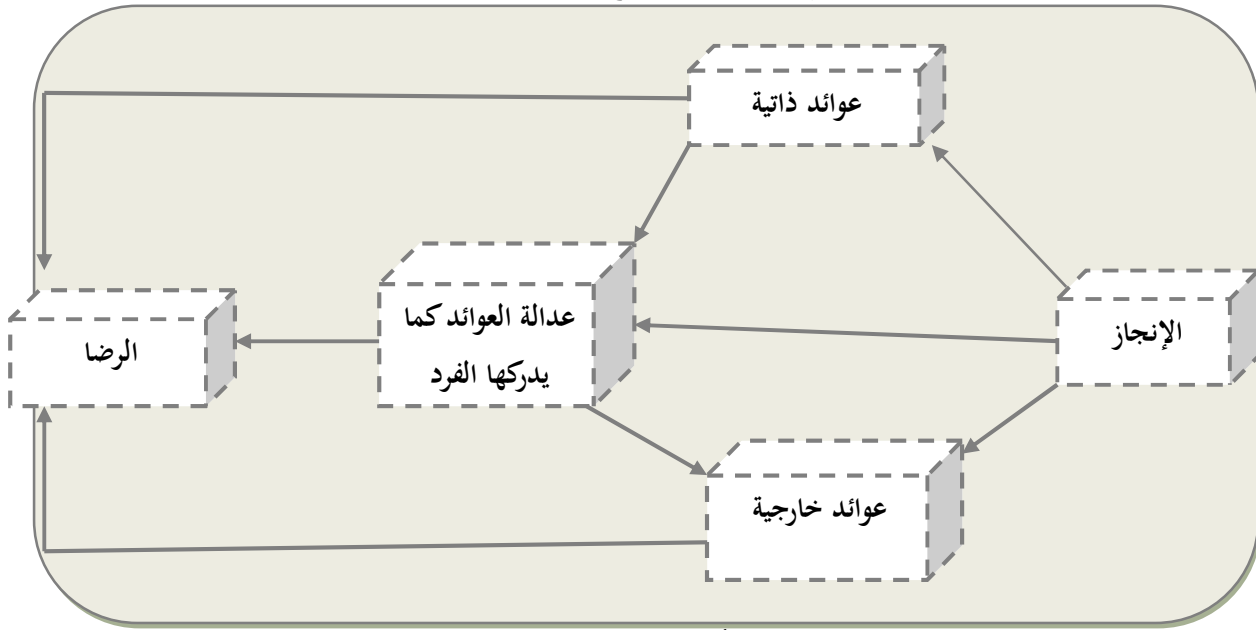 عوائد ذاتية
الإنجاز
عدالة العوائد كما
يدركها الفرد
الرضا
عوائد خارجية